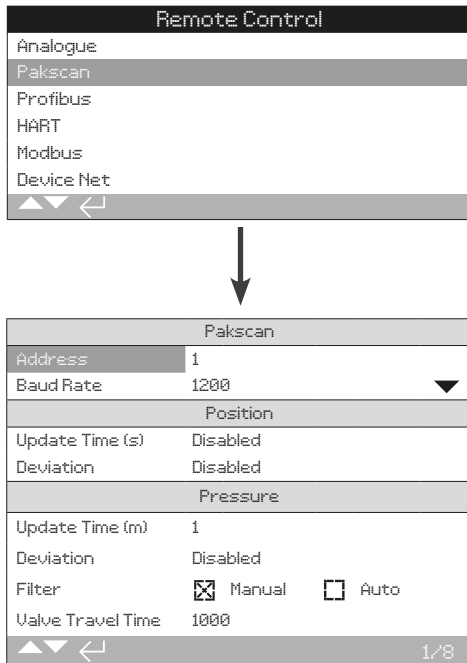 Remote Control
Analogue
Pakscan
Profibus
HART
Modbus
Device Net
Pakscan
Address 1
Baud Rate 1200
Position
Update Time (s) Disabled
Deviation Disabled
Pressure
Update Time (m) 1
Deviation Disabled
Filter Manual Auto
Valve Travel Time 1000
1/8